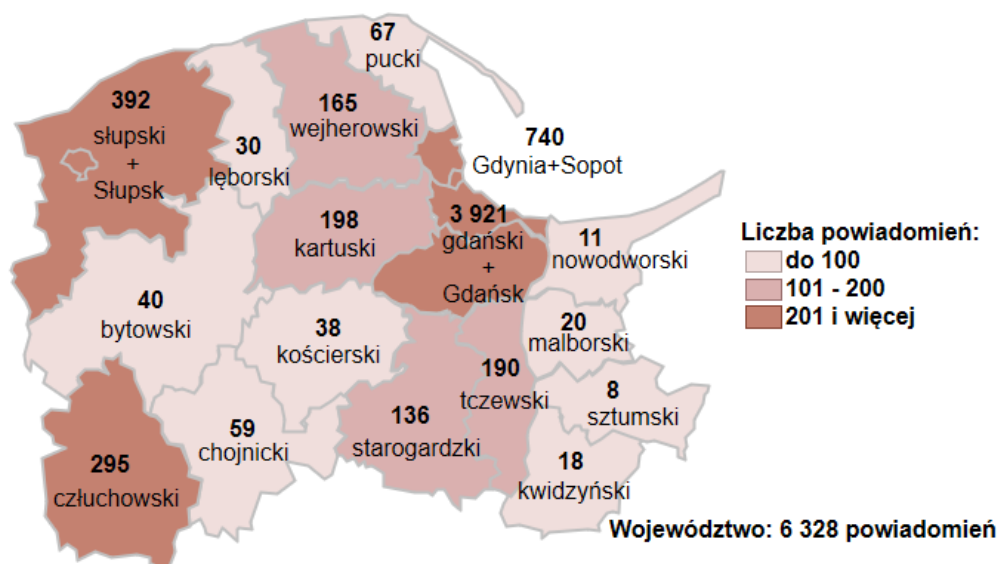 67
pucki
392
słupski
+
Słupsk
165
wejherowski
30
lęborski
740
Gdynia+Sopot
198
kartuski
3 921
gdański
+
Gdańsk
11
nowodworski
Liczba powiadomień:
do 100
101 - 200
201 i więcej
40
bytowski
38
kościerski
20
malborski
190
tczewski
8
sztumski
136
starogardzki
59
chojnicki
295
człuchowski
18
kwidzyński
Województwo: 6 328 powiadomień